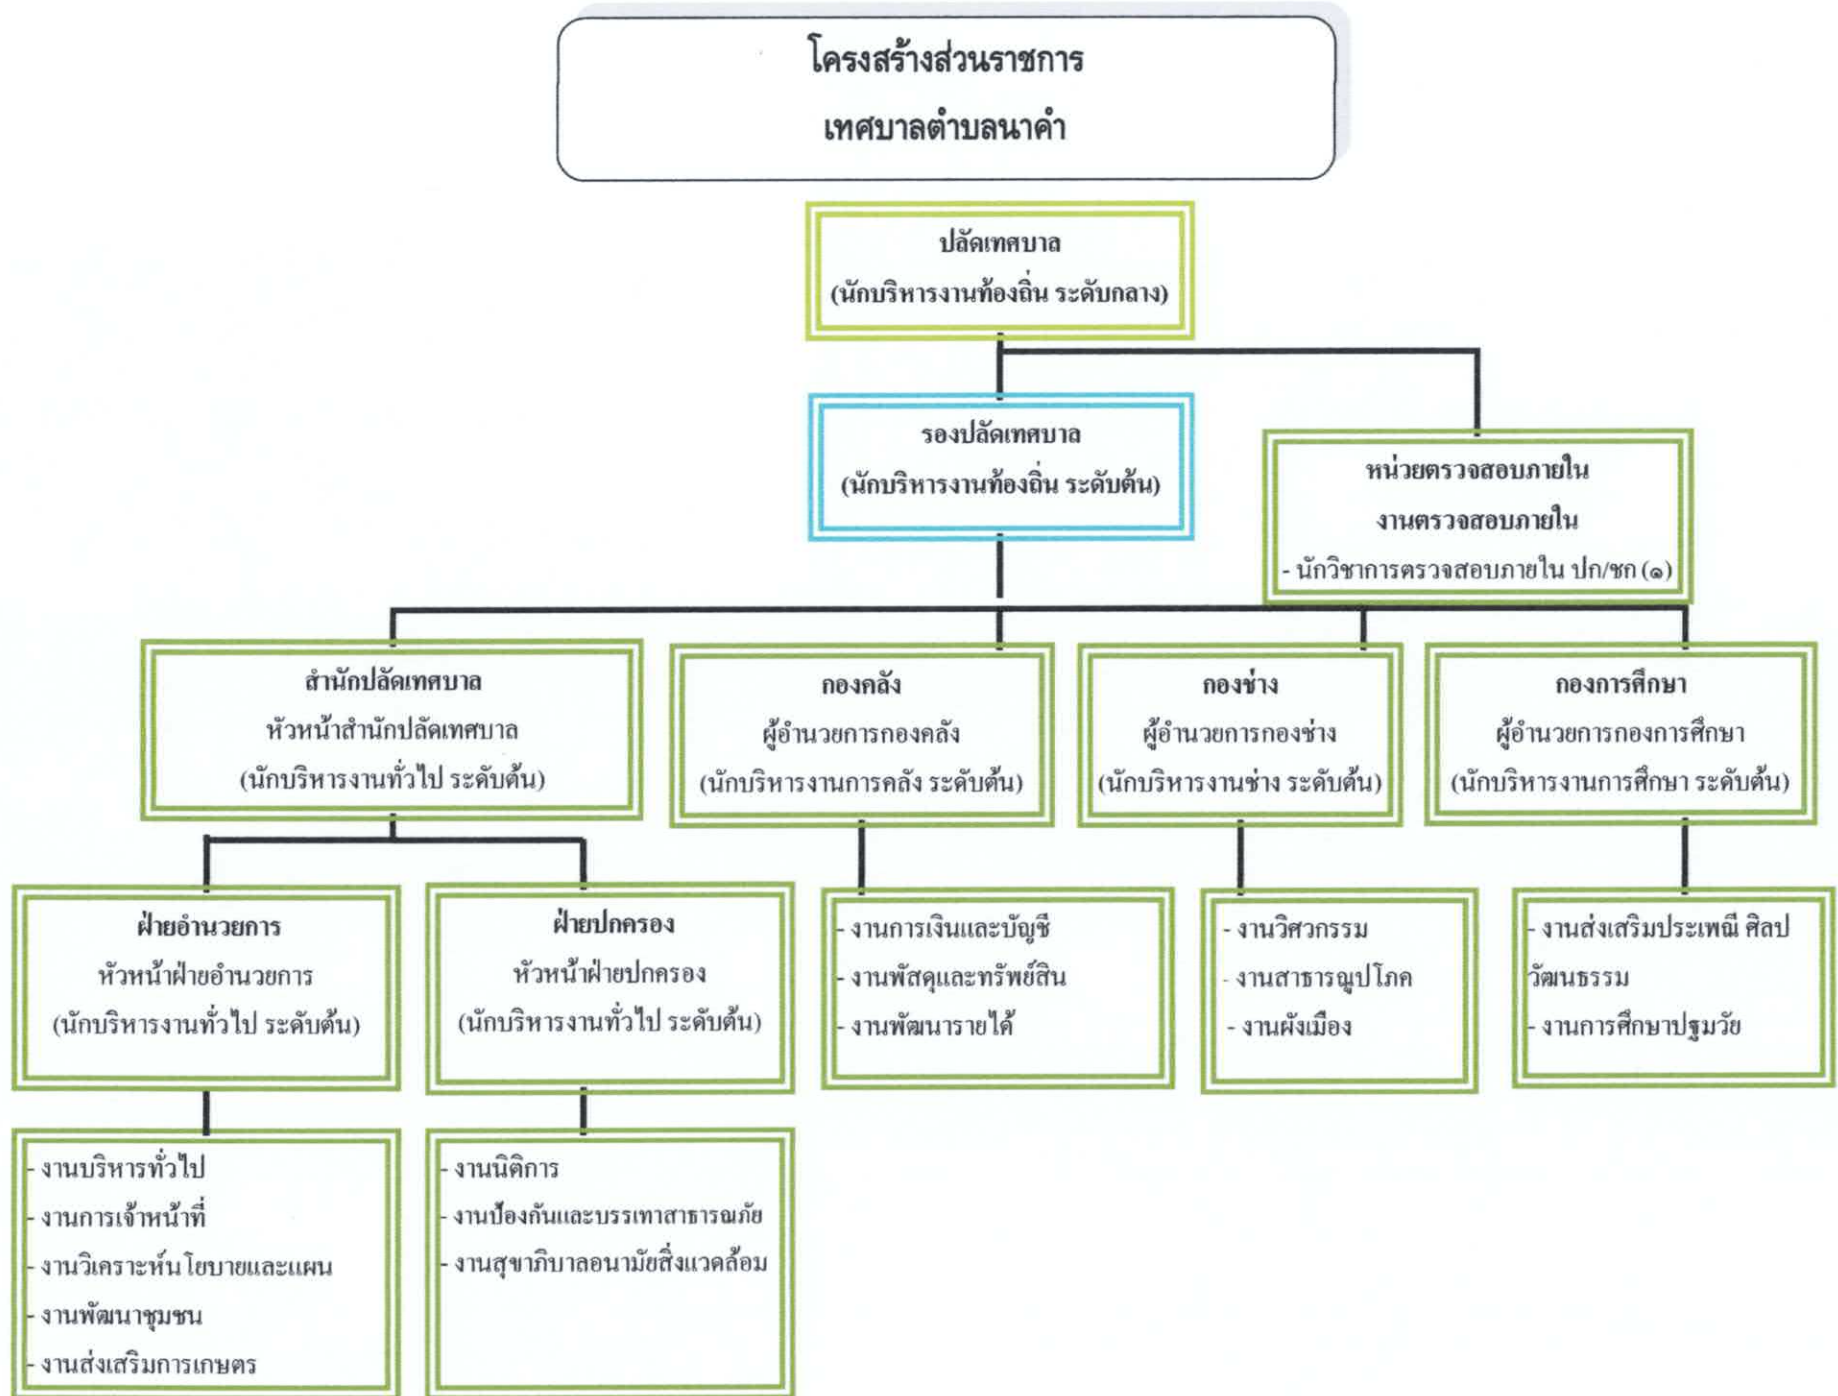 โครงสร้างส่วนราชการ
เทศบาลตำบลนาคำ
ปลัดเทศบาล
(นักบริหารงานท้องถิ่น ระดับกลาง)
รองปลัดเทศบาล
(นักบริหารงานท้องถิ่น ระดับต้น)
หน่วยตรวจสอบภายใน
งานตรวจสอบภายใน
- นักวิชาการตรวจสอบภายใน ปก/ชก (๑)
สำนักปลัดเทศบาล
หัวหน้าสำนักปลัดเทศบาล
(นักบริหารงานทั่วไป ระดับต้น)
กองคลัง
ผู้อำนวยการกองคลัง
(นักบริหารงานการคลัง ระดับต้น)
กองช่าง
ผู้อำนวยการกองช่าง
(นักบริหารงานช่าง ระดับต้น)
กองการศึกษา
ผู้อำนวยการกองการศึกษา
(นักบริหารงานการศึกษา ระดับต้น)
ฝ่ายอำนวยการ
หัวหน้าฝ่ายอำนวยการ
(นักบริหารงานทั่วไป ระดับต้น)
ฝ่ายปกครอง
หัวหน้าฝ่ายปกครอง
(นักบริหารงานทั่วไป ระดับต้น)
- งานการเงินและบัญชี
- งานพัสดุและทรัพย์สิน
- งานพัฒนารายได้
- งานวิศวกรรม
- งานสาธารณูปโภค
- งานผังเมือง
- งานส่งเสริมประเพณี ศิลป
วัฒนธรรม
- งานการศึกษาปฐมวัย
- งานบริหารทั่วไป
- งานการเจ้าหน้าที่
- งานวิเคราะห์นโยบายและแผน
- งานพัฒนาชุมชน
- งานส่งเสริมการเกษตร
- งานนิติการ
- งานป้องกันและบรรเทาสาธารณภัย
- งานสุขาภิบาลอนามัยสิ่งแวดล้อม